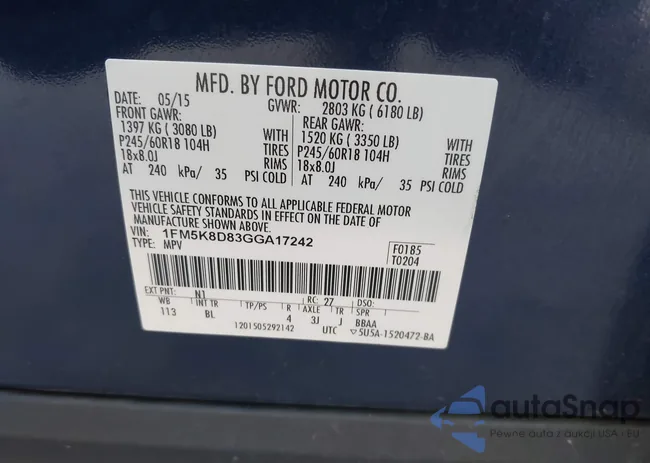 MFD. BY FORD MOTOR CO.
DATE: 05/15 GVWR: 2803 KG ( 6180 LB)
FRONT GAWR: REAR GAWR:
1397 KG ( 3080 LB) WITH 1520 KG ( 3350 LB) WITH
P245/60R18 104H TIRES P245/60R18 104H TIRES
18x8.0J RIMS 18x8.0J RIMS
AT 240 kPa/ 35 PSI COLD AT 240 kPa/ 35 PSI COLD
THIS VEHICLE CONFORMS TO ALL APPLICABLE FEDERAL MOTOR
VEHICLE SAFETY STANDARDS IN EFFECT ON THE DATE OF
MANUFACTURE SHOWN ABOVE.
VIN: 1FM5K8D83GGA17242 F0185
TYPE: MPV T0204
EXT PNT: N1 RC: 27 DSO:
WB INT TR TP/PS R AXLE TR SPR
113 BL 4 3J J BBAA
1201505292142 UTC 5U5A-1520472-BA
autoSnap
Pewne auta z aukcji USA - EU